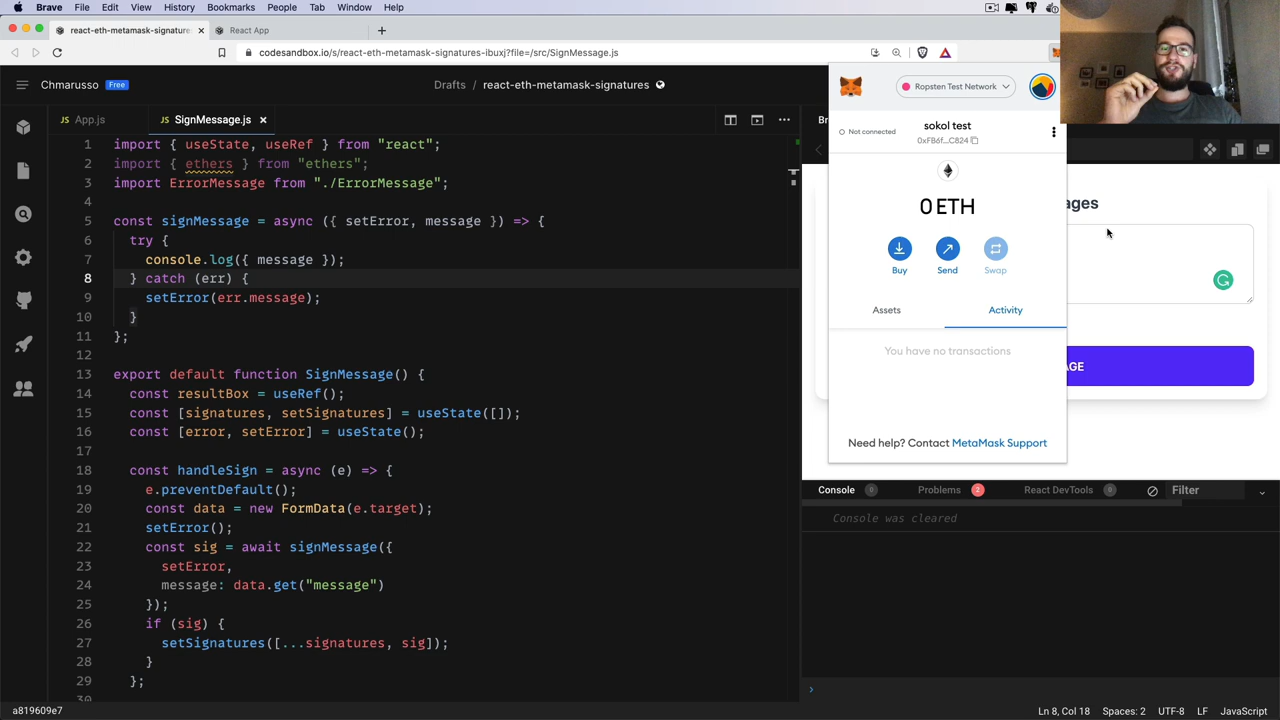 Brave File Edit View History Bookmarks People Tab Window Help
react-eth-metamask-signature
React App
codesandbox.io/s/react-eth-metamask-signatures-ibuxj?file=/src/SignMessage.js
Chmarusso Free
Drafts / react-eth-metamask-signatures
JS App.js
JS SignMessage.js
1 import { useState, useRef } from "react";
2 import { ethers } from "ethers";
3 import ErrorMessage from "./ErrorMessage";
4
5 const signMessage = async ({ setError, message }) => {
6 try {
7 console.log({ message });
8 } catch (err) {
9 setError(err.message);
10 }
11 };
12
13 export default function SignMessage() {
14 const resultBox = useRef();
15 const [signatures, setSignatures] = useState([]);
16 const [error, setError] = useState();
17
18 const handleSign = async (e) => {
19 e.preventDefault();
20 const data = new FormData(e.target);
21 setError();
22 const sig = await signMessage({
23 setError,
24 message: data.get("message")
25 });
26 if (sig) {
27 setSignatures([...signatures, sig]);
28 }
29 };
30
Br
Ropsten Test Network
Not connected
sokol test
0xFB6f...C824
0 ETH
Buy
Send
Swap
Assets
Activity
You have no transactions
Need help? Contact MetaMask Support
ages
AGE
Console 0 Problems 2 React DevTools 0 Filter
Console was cleared
a819609e7
Ln 8, Col 18 Spaces: 2 UTF-8 LF JavaScript